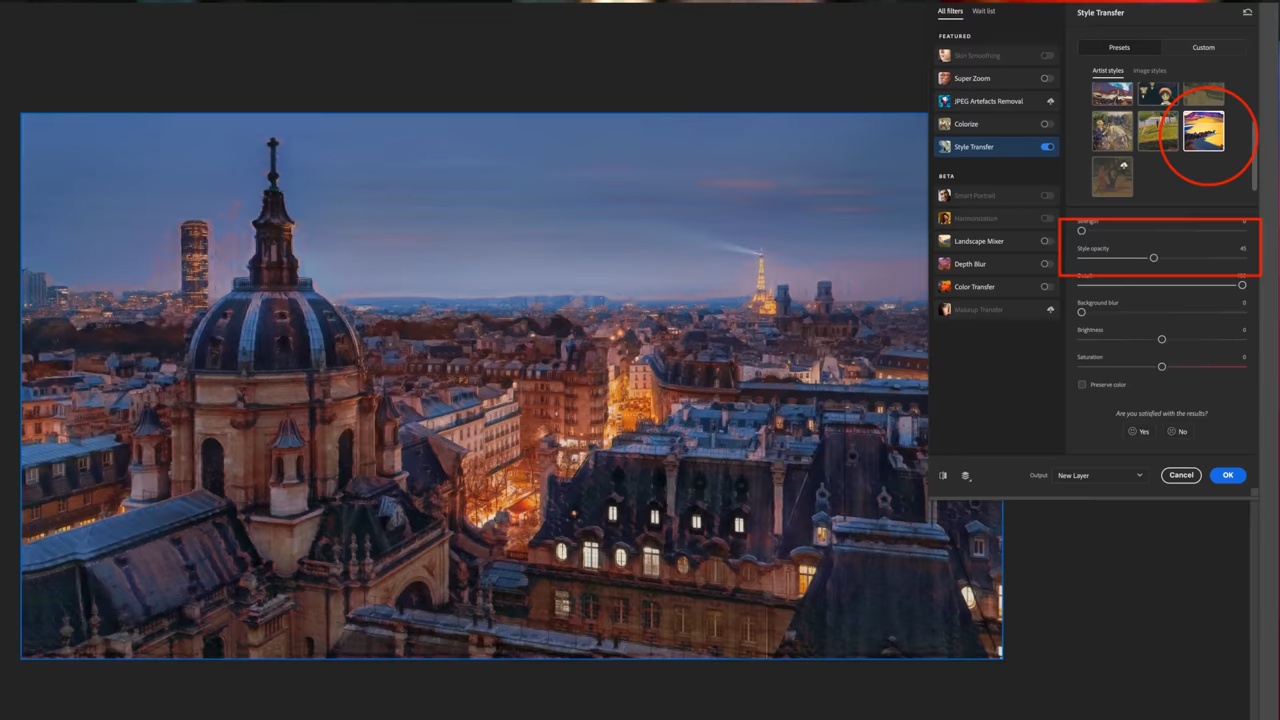 All filters Wait list
FEATURED
Skin Smoothing
Super Zoom
JPEG Artefacts Removal
Colorize
Style Transfer
BETA
Smart Portrait
Harmonization
Landscape Mixer
Depth Blur
Color Transfer
Makeup Transfer
Style Transfer
Presets Custom
Artist styles Image styles
Strength 0
Style opacity 45
Detail 100
Background blur 0
Brightness 0
Saturation 0
Preserve color
Are you satisfied with the results?
Yes No
Output New Layer Cancel OK